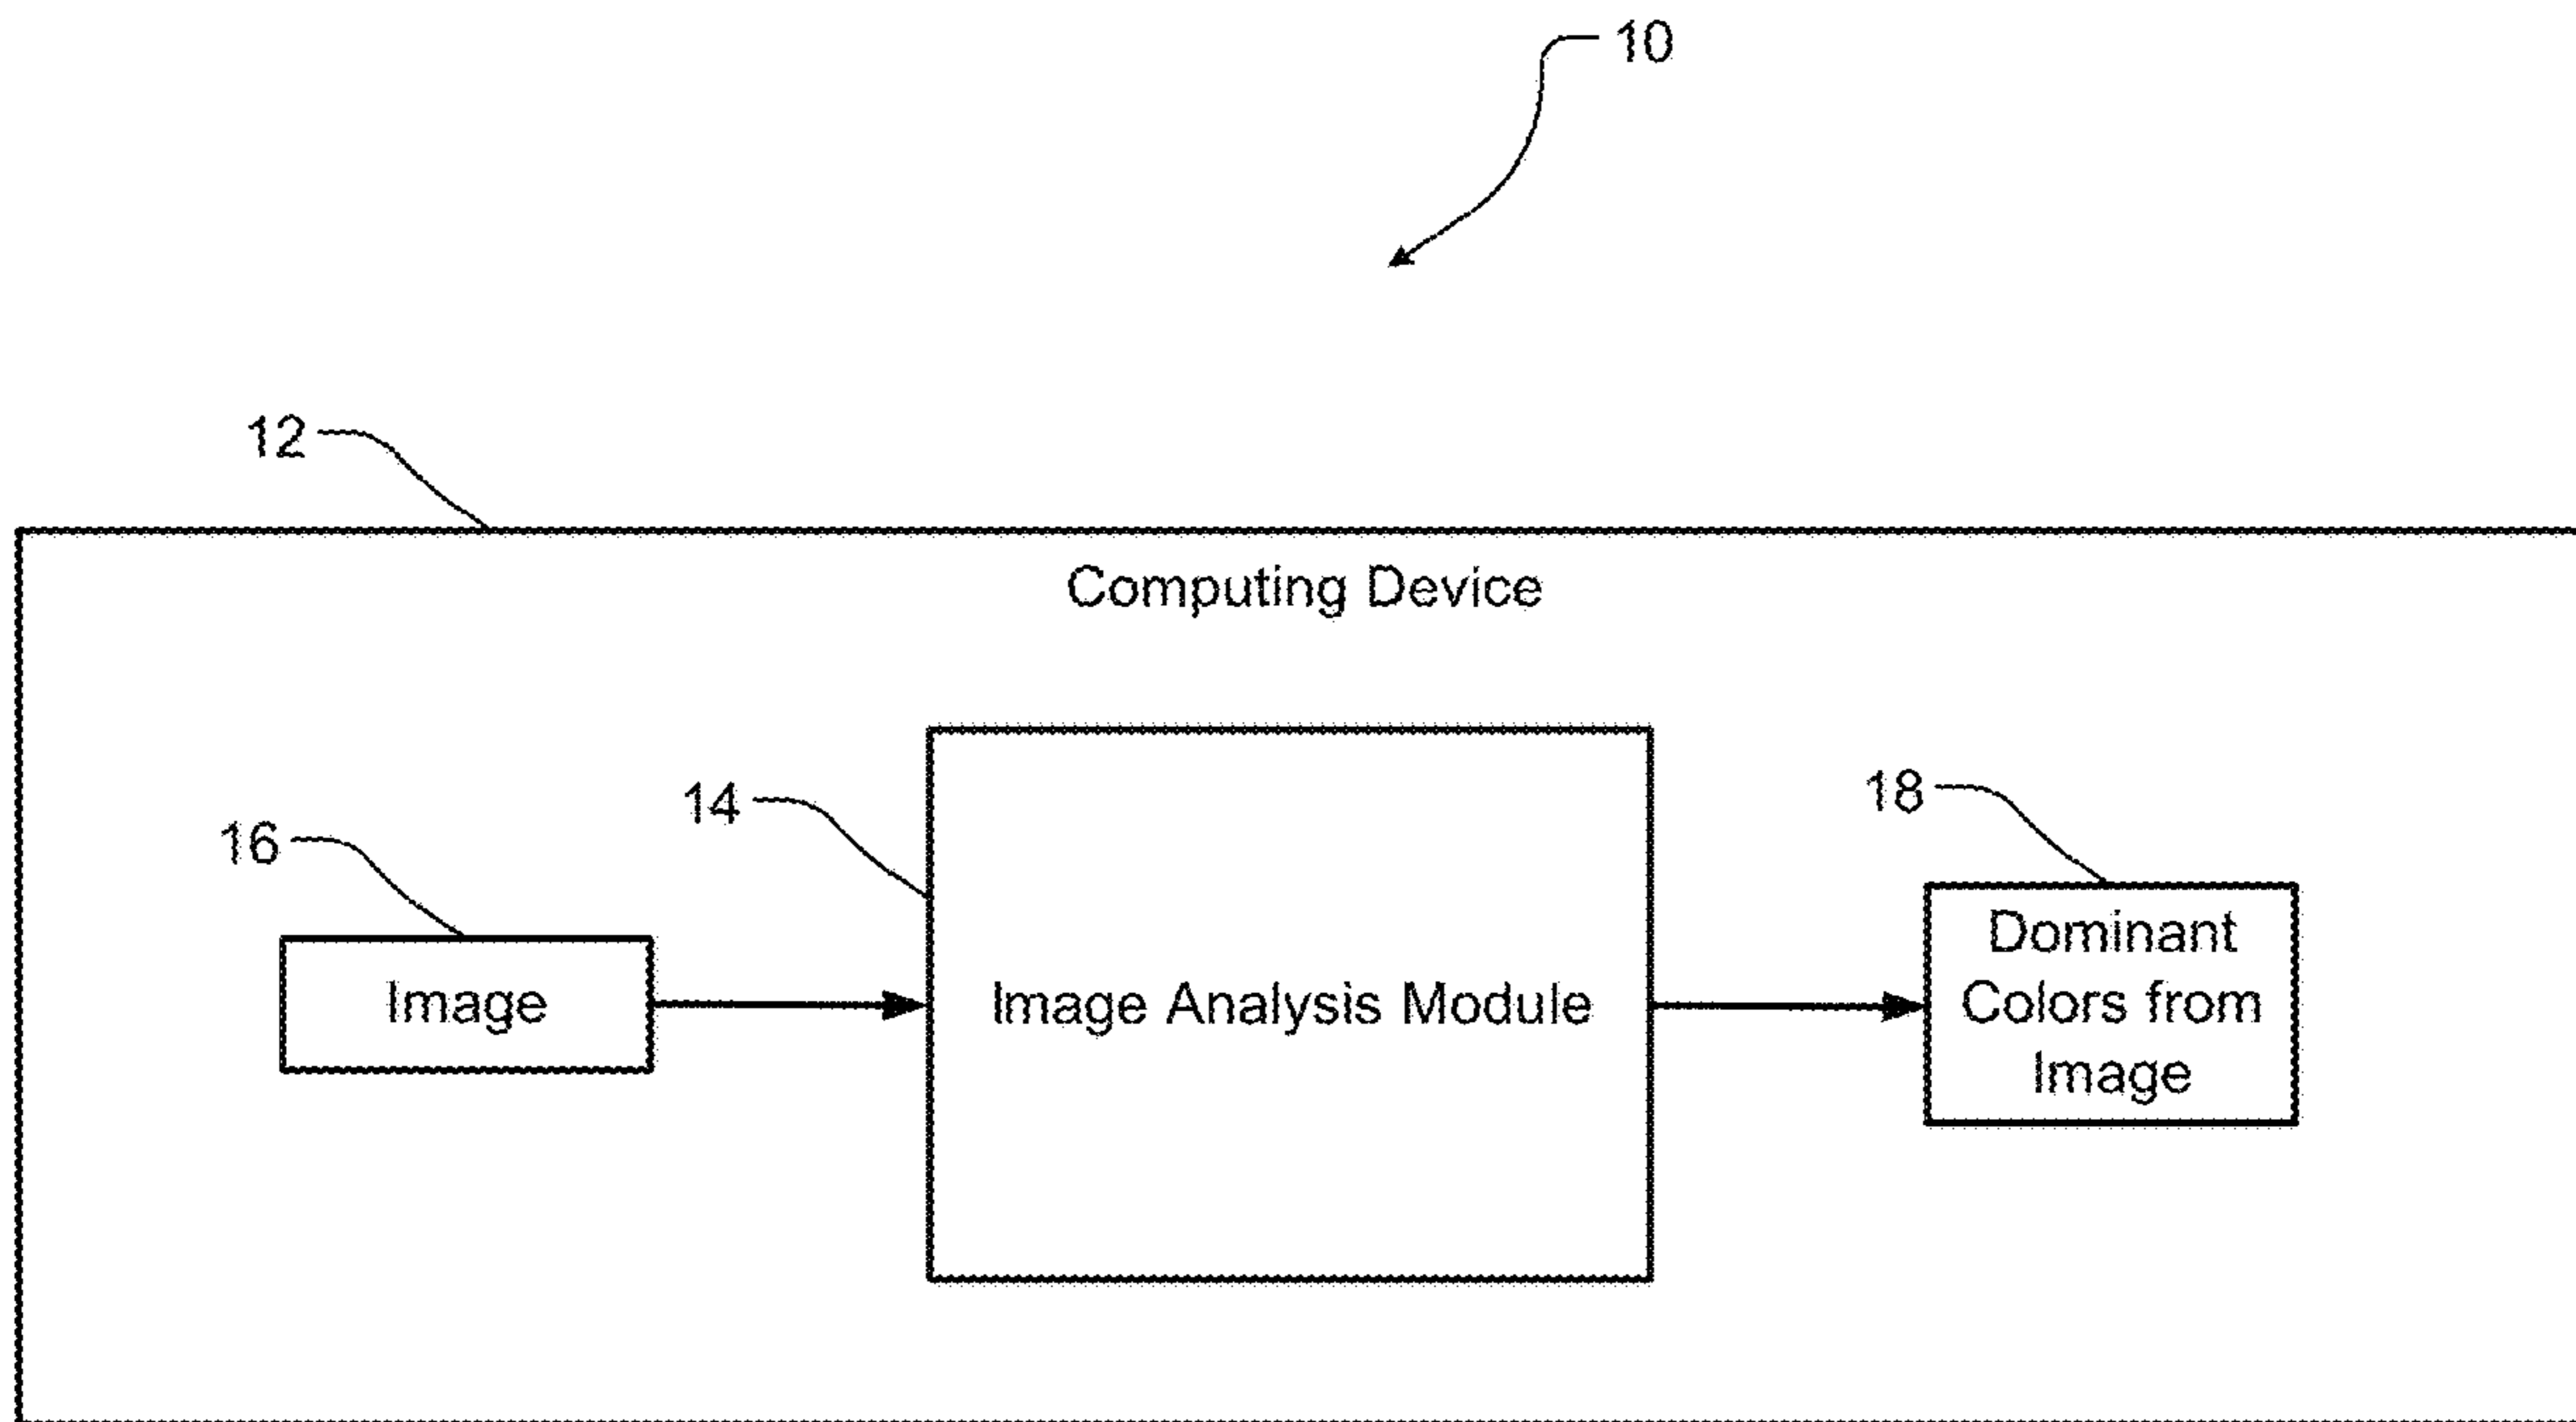 10
12
Computing Device
14
18
16
Image
Image Analysis Module
Dominant
Colors from
Image